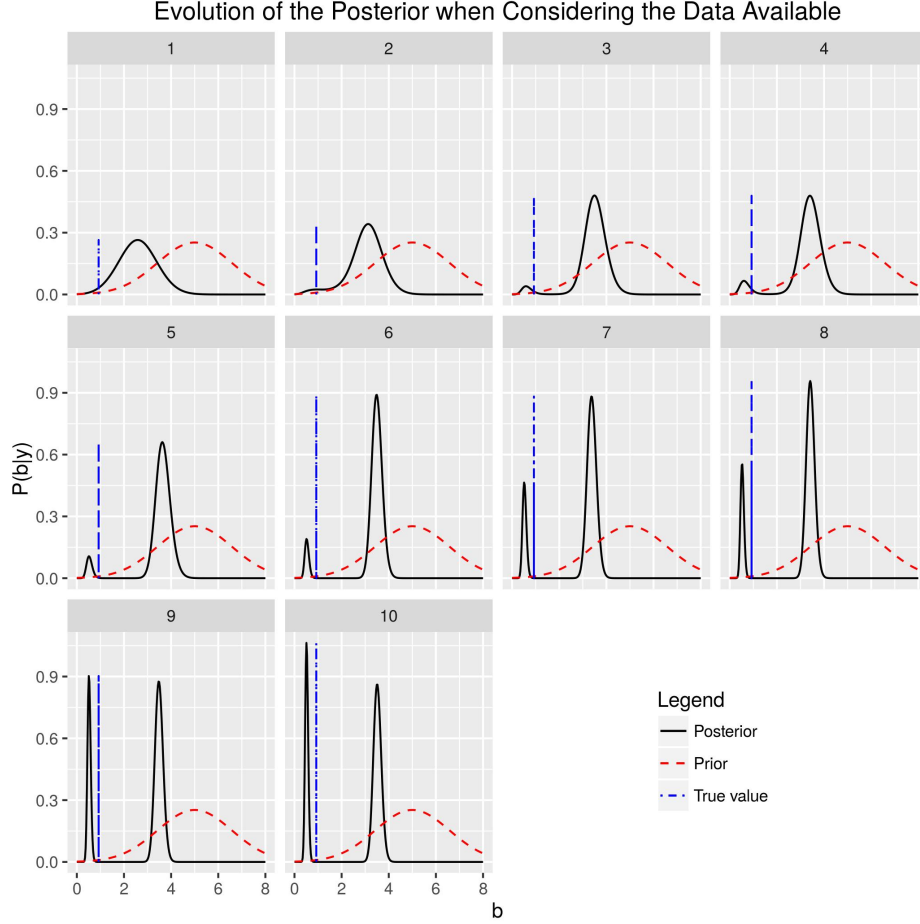 Evolution of the Posterior when Considering the Data Available
1 2 3 4
0.9
0.6
0.3
0.0
5 6 7 8
0.9
0.6
0.3
0.0
P(b|y)
9 10
0.9
0.6
0.3
0.0
0 2 4 6 8 0 2 4 6 8
b
Legend
Posterior
Prior
True value